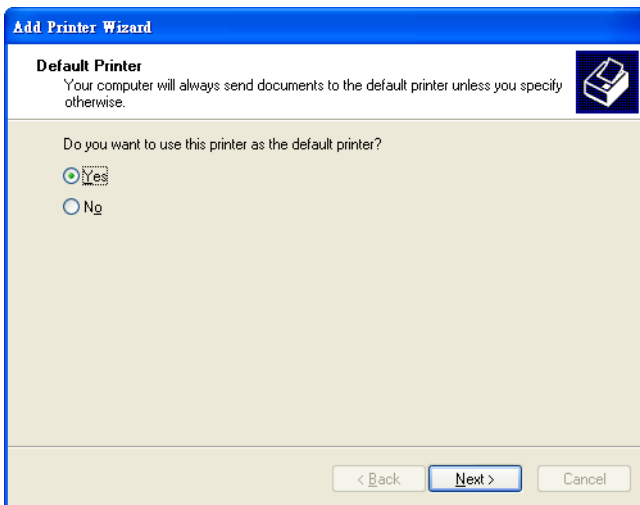 Add Printer Wizard
Default Printer
Your computer will always send documents to the default printer unless you specify
otherwise.
Do you want to use this printer as the default printer?
Yes
No
< Back
Next >
Cancel